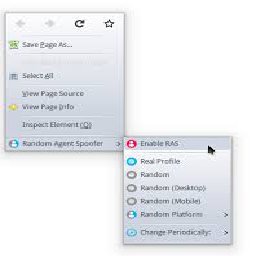 Save Page As...
Select All
View Page Source
View Page Info
Inspect Element (Q)
Random Agent Spoofer
Enable RAS
Real Profile
Random
Random (Desktop)
Random (Mobile)
Random Platform
Change Periodically: